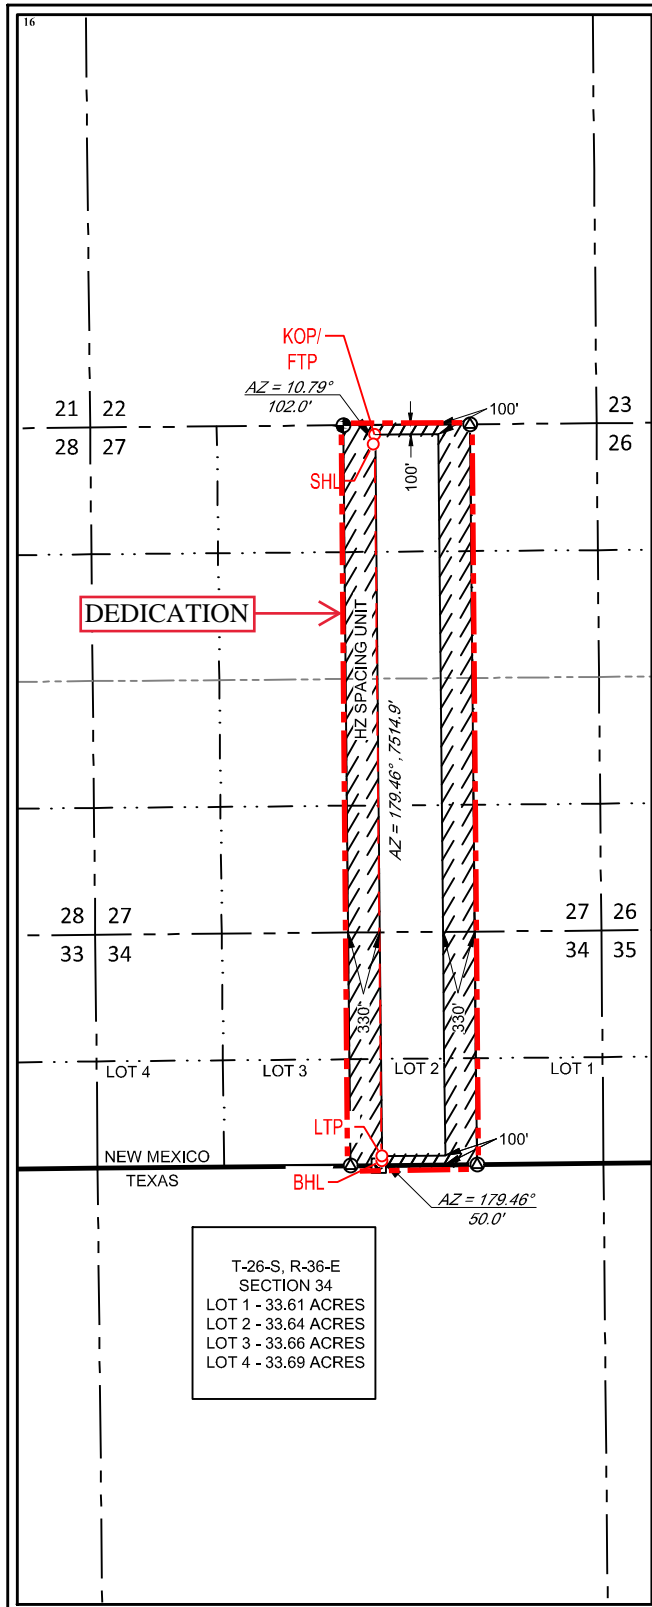 16
KOP/
FTP
AZ = 10.79°
102.0'
100'
21 22
23
28 27
26
SHL
100'
DEDICATION
HZ SPACING UNIT
AZ = 179.46°, 7514.9'
28 27
27 26
33 34
34 35
330'
330'
LOT 4
LOT 3
LOT 2
LOT 1
LTP
100'
NEW MEXICO
TEXAS
BHL
AZ = 179.46°
50.0'
T-26-S, R-36-E
SECTION 34
LOT 1 - 33.61 ACRES
LOT 2 - 33.64 ACRES
LOT 3 - 33.66 ACRES
LOT 4 - 33.69 ACRES